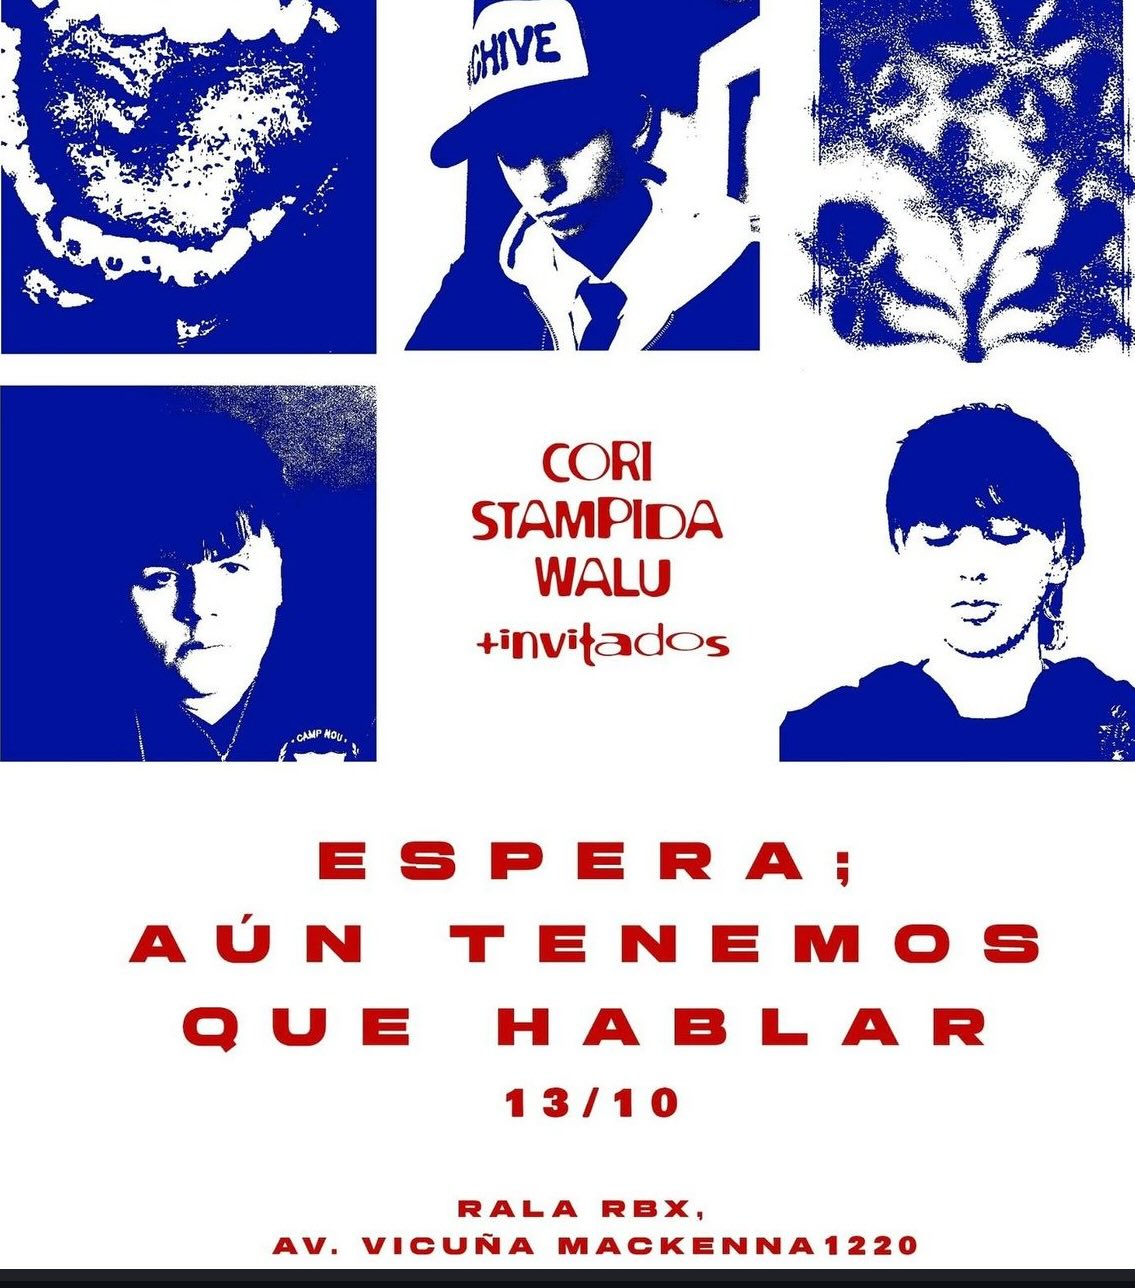 CHIVE
CORI
STAMPIDA
WALU
+invitados
CAMP NOU
ESPERA;
AÚN TENEMOS
QUE HABLAR
13/10
RALA RBX,
AV. VICUÑA MACKENNA1220